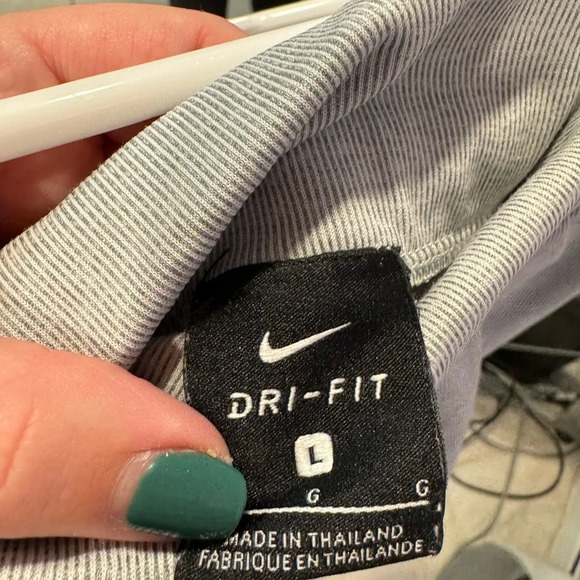 DRI-FIT
L
G G
MADE IN THAILAND
FABRIQUE EN THAILANDE